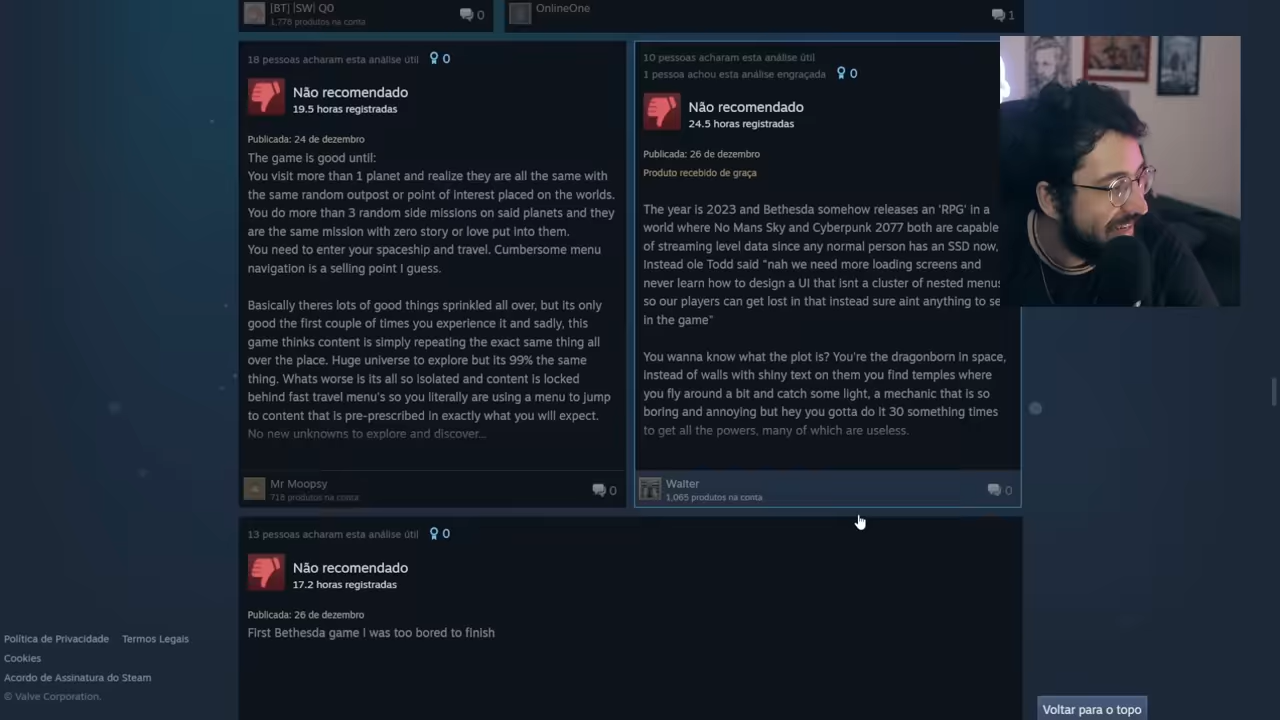 [BT] |SW| Q0
1,778 produtos na conta
0
OnlineOne
1
18 pessoas acharam esta análise útil
0
Não recomendado
19.5 horas registradas
Publicada: 24 de dezembro
The game is good until:
You visit more than 1 planet and realize they are all the same with
the same random outpost or point of interest placed on the worlds.
You do more than 3 random side missions on said planets and they
are the same mission with zero story or love put into them.
You need to enter your spaceship and travel. Cumbersome menu
navigation is a selling point I guess.
Basically theres lots of good things sprinkled all over, but its only
good the first couple of times you experience it and sadly, this
game thinks content is simply repeating the exact same thing all
over the place. Huge universe to explore but its 99% the same
thing. Whats worse is its all so isolated and content is locked
behind fast travel menu's so you literally are using a menu to jump
to content that is pre-prescribed in exactly what you will expect.
No new unknowns to explore and discover...
Mr Moopsy
718 produtos na conta
0
10 pessoas acharam esta análise útil
1 pessoa achou esta análise engraçada
0
Não recomendado
24.5 horas registradas
Publicada: 26 de dezembro
Produto recebido de graça
The year is 2023 and Bethesda somehow releases an 'RPG' in a
world where No Mans Sky and Cyberpunk 2077 both are capable
of streaming level data since any normal person has an SSD now,
Instead ole Todd said "nah we need more loading screens and
never learn how to design a UI that isnt a cluster of nested menus
so our players can get lost in that instead sure aint anything to se
in the game"
You wanna know what the plot is? You're the dragonborn in space,
instead of walls with shiny text on them you find temples where
you fly around a bit and catch some light, a mechanic that is so
boring and annoying but hey you gotta do it 30 something times
to get all the powers, many of which are useless.
Walter
1,065 produtos na conta
0
13 pessoas acharam esta análise útil
0
Não recomendado
17.2 horas registradas
Publicada: 26 de dezembro
First Bethesda game I was too bored to finish
Política de Privacidade
Termos Legais
Cookies
Acordo de Assinatura do Steam
© Valve Corporation.
Voltar para o topo